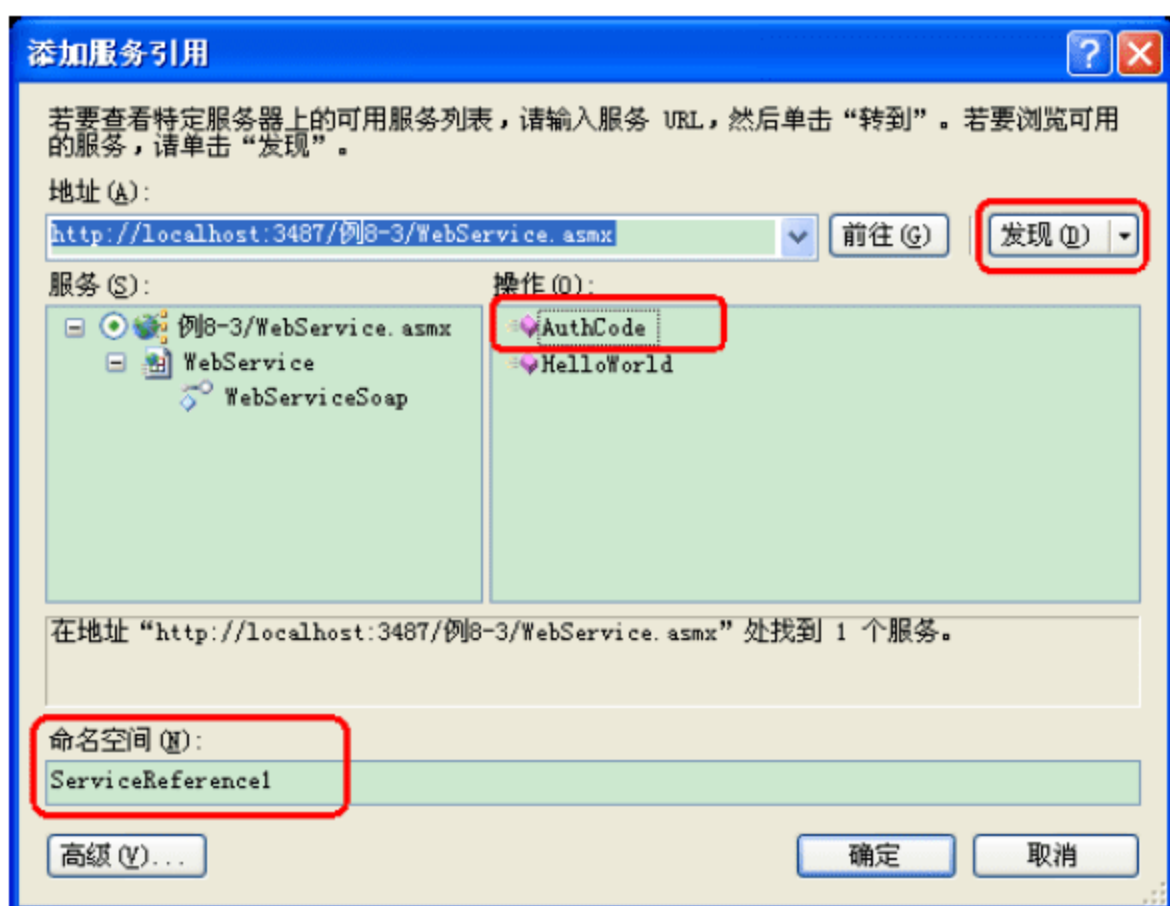 添加服务引用
若要查看特定服务器上的可用服务列表，请输入服务 URL，然后单击“转到”。若要浏览可用
的服务，请单击“发现”。
地址(A):
http://localhost:3487/例8-3/WebService.asmx 前往(G) 发现(D)
服务(S): 操作(O):
例8-3/WebService.asmx AuthCode
WebService HelloWorld
WebServiceSoap
在地址“http://localhost:3487/例8-3/WebService.asmx”处找到 1 个服务。
命名空间(N):
ServiceReference1
高级(V)... 确定 取消